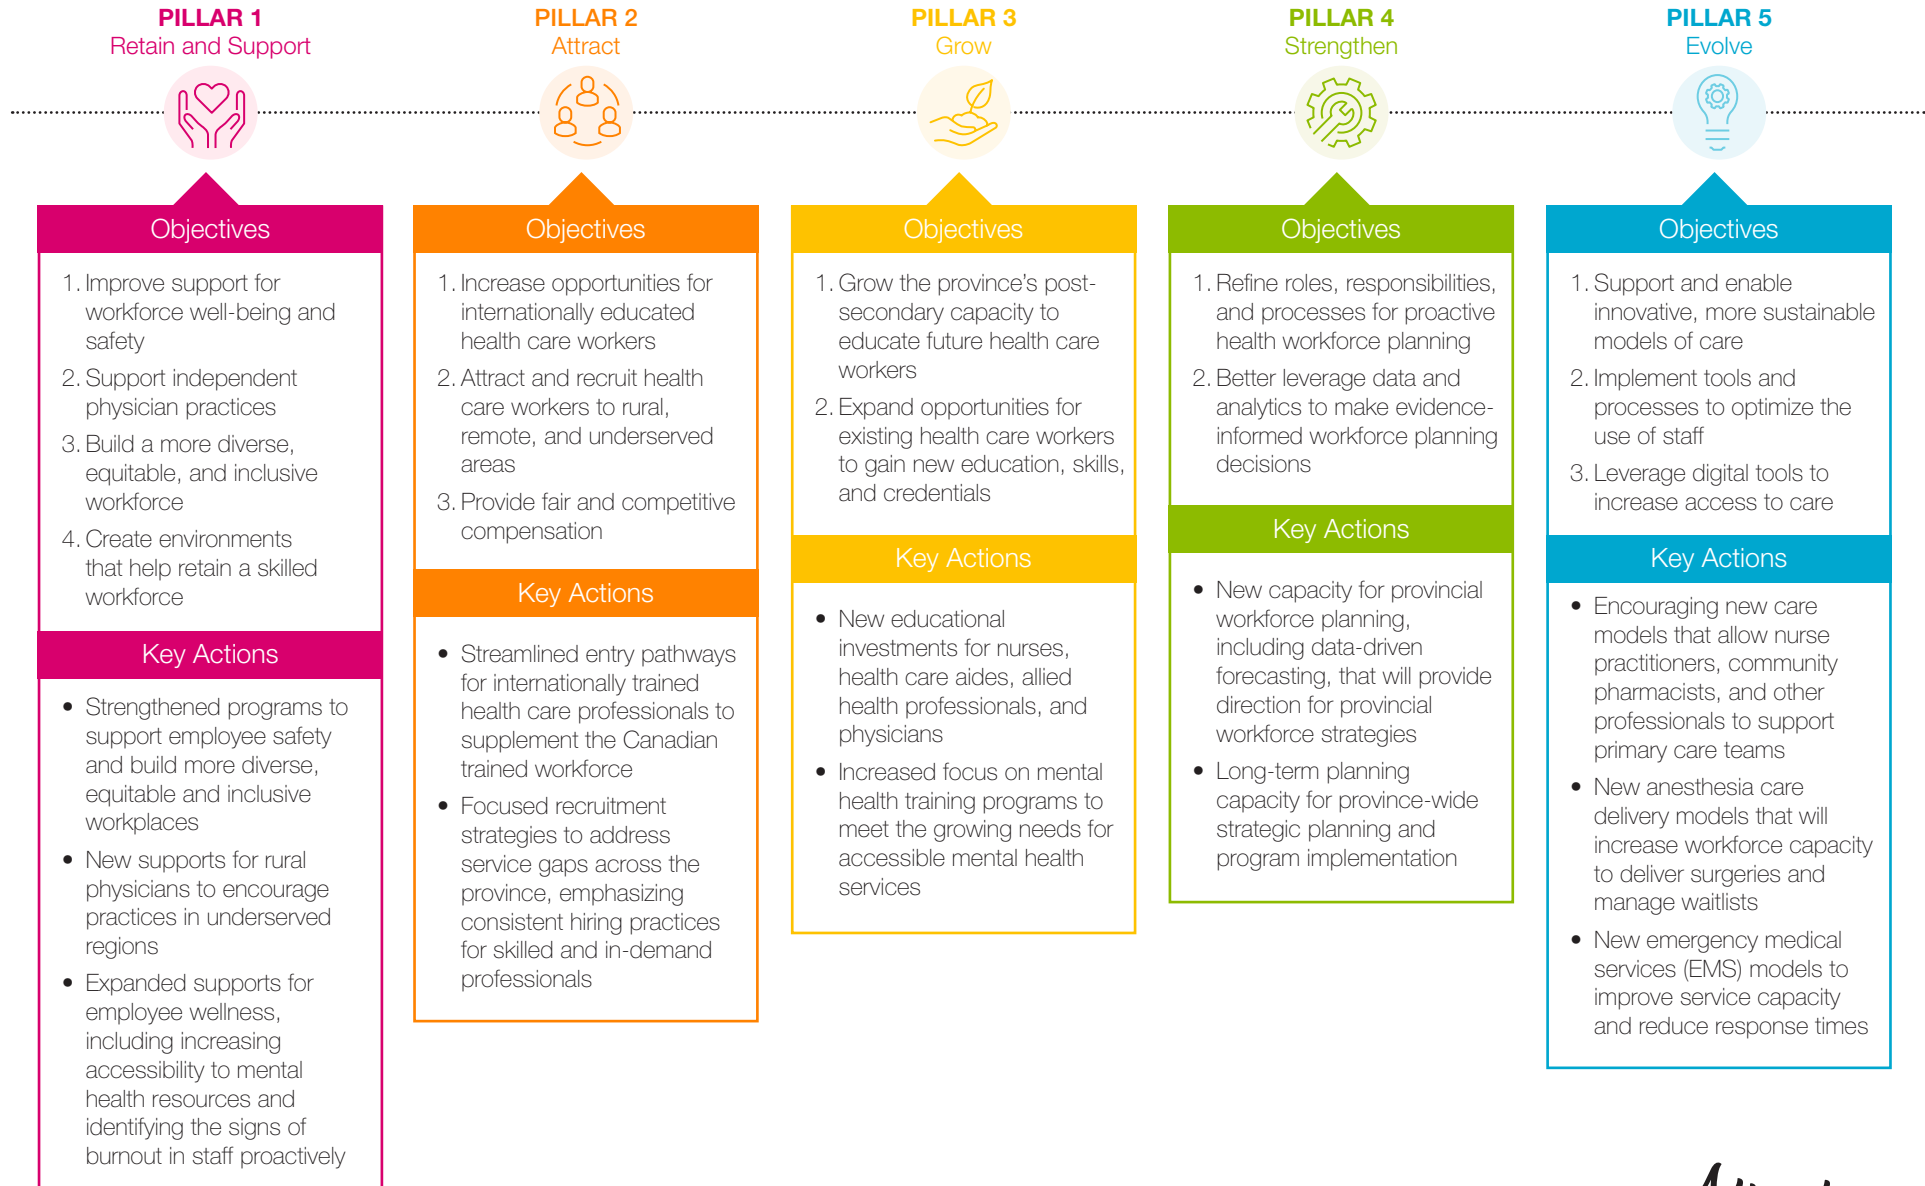 PILLAR 1
Retain and Support
Objectives
1. Improve support for
workforce well-being and
safety
2. Support independent
physician practices
3. Build a more diverse,
equitable, and inclusive
workforce
4. Create environments
that help retain a skilled
workforce
Key Actions
• Strengthened programs to
support employee safety
and build more diverse,
equitable and inclusive
workplaces
• New supports for rural
physicians to encourage
practices in underserved
regions
• Expanded supports for
employee wellness,
including increasing
accessibility to mental
health resources and
identifying the signs of
burnout in staff proactively
PILLAR 2
Attract
Objectives
1. Increase opportunities for
internationally educated
health care workers
2. Attract and recruit health
care workers to rural,
remote, and underserved
areas
3. Provide fair and competitive
compensation
Key Actions
• Streamlined entry pathways
for internationally trained
health care professionals to
supplement the Canadian
trained workforce
• Focused recruitment
strategies to address
service gaps across the
province, emphasizing
consistent hiring practices
for skilled and in-demand
professionals
PILLAR 3
Grow
Objectives
1. Grow the province’s post-
secondary capacity to
educate future health care
workers
2. Expand opportunities for
existing health care workers
to gain new education, skills,
and credentials
Key Actions
• New educational
investments for nurses,
health care aides, allied
health professionals, and
physicians
• Increased focus on mental
health training programs to
meet the growing needs for
accessible mental health
services
PILLAR 4
Strengthen
Objectives
1. Refine roles, responsibilities,
and processes for proactive
health workforce planning
2. Better leverage data and
analytics to make evidence-
informed workforce planning
decisions
Key Actions
• New capacity for provincial
workforce planning,
including data-driven
forecasting, that will provide
direction for provincial
workforce strategies
• Long-term planning
capacity for province-wide
strategic planning and
program implementation
PILLAR 5
Evolve
Objectives
1. Support and enable
innovative, more sustainable
models of care
2. Implement tools and
processes to optimize the
use of staff
3. Leverage digital tools to
increase access to care
Key Actions
• Encouraging new care
models that allow nurse
practitioners, community
pharmacists, and other
professionals to support
primary care teams
• New anesthesia care
delivery models that will
increase workforce capacity
to deliver surgeries and
manage waitlists
• New emergency medical
services (EMS) models to
improve service capacity
and reduce response times